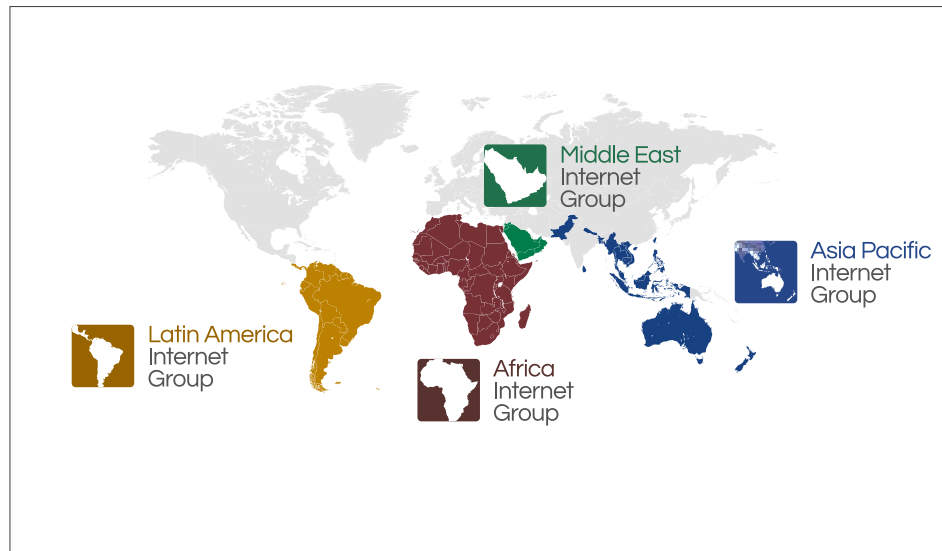 Middle East
Internet
Group
Asia Pacific
Internet
Group
Latin America
Internet
Group
Africa
Internet
Group